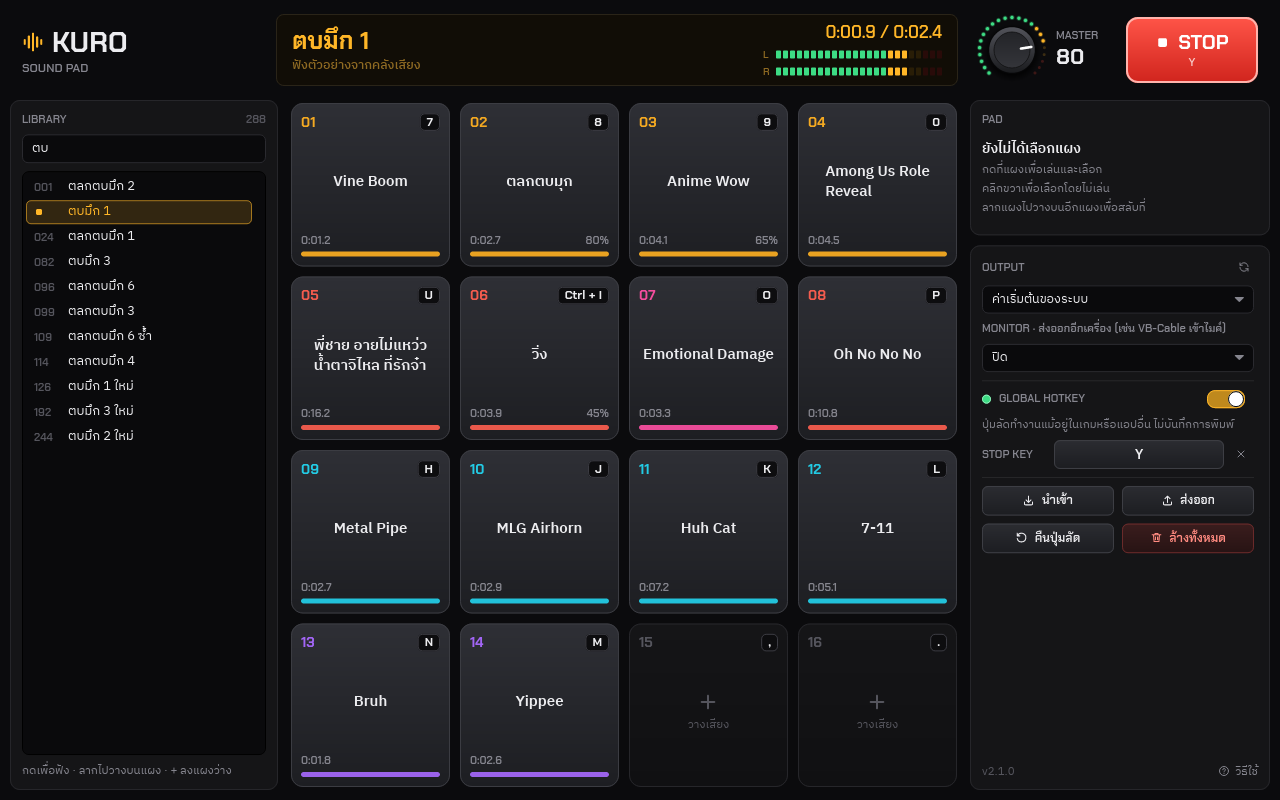 KURO
SOUND PAD
ตบมึก 1
ฟังตัวอย่างจากคลังเสียง
0:00.9 / 0:02.4
L
R
MASTER
80
STOP
Y
LIBRARY
288
ตบ
001 ตลกตบมึก 2
ตบมึก 1
024 ตลกตบมึก 1
082 ตบมึก 3
096 ตลกตบมึก 6
099 ตลกตบมึก 3
109 ตลกตบมึก 6 ซ้ำ
114 ตลกตบมึก 4
126 ตบมึก 1 ใหม่
192 ตบมึก 3 ใหม่
244 ตบมึก 2 ใหม่
กดเพื่อฟัง · ลากไปวางบนแผง · + ลงแผงว่าง
01 7
Vine Boom
0:01.2
02 8
ตลกตบมุก
0:02.7 80%
03 9
Anime Wow
0:04.1 65%
04 0
Among Us Role
Reveal
0:04.5
05 U
พี่ชาย อายไม่แหว่ว
น้ำตาจิไหล ที่รักจ๋า
0:16.2
06 Ctrl + I
วิ่ง
0:03.9 45%
07 O
Emotional Damage
0:03.3
08 P
Oh No No No
0:10.8
09 H
Metal Pipe
0:02.7
10 J
MLG Airhorn
0:02.9
11 K
Huh Cat
0:07.2
12 L
7-11
0:05.1
13 N
Bruh
0:01.8
14 M
Yippee
0:02.6
15 ,
+
วางเสียง
16 .
+
วางเสียง
PAD
ยังไม่ได้เลือกแผง
กดที่แผงเพื่อเล่นและเลือก
คลิกขวาเพื่อเลือกโดยไม่เล่น
ลากแผงไปวางบนอีกแผงเพื่อสลับที่
OUTPUT
ค่าเริ่มต้นของระบบ
MONITOR · ส่งออกอีกเครื่อง (เช่น VB-Cable เข้าไมค์)
ปิด
GLOBAL HOTKEY
ปุ่มลัดทำงานแม้อยู่ในเกมหรือแอปอื่น ไม่บันทึกการพิมพ์
STOP KEY Y ×
นำเข้า
ส่งออก
คืนปุ่มลัด
ล้างทั้งหมด
v2.1.0
วิธีใช้